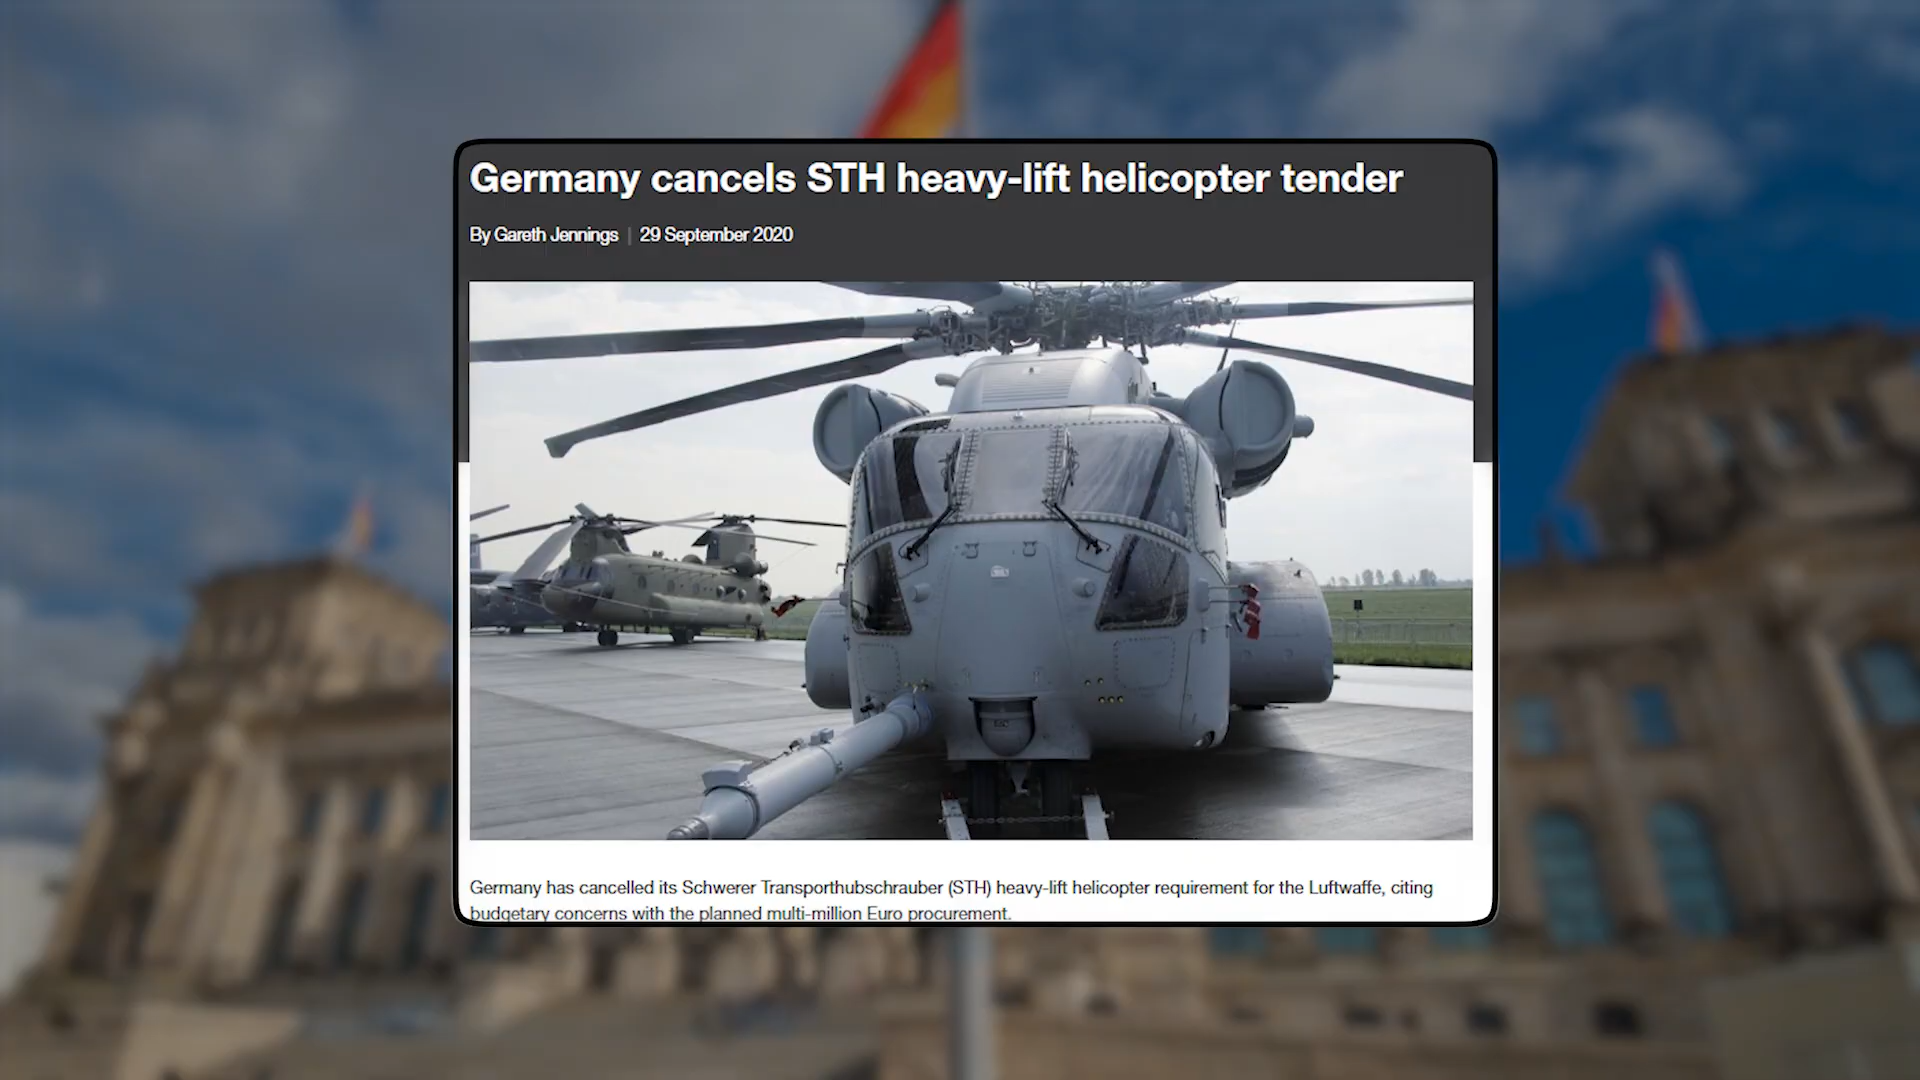 Germany cancels STH heavy-lift helicopter tender
By Gareth Jennings | 29 September 2020
Germany has cancelled its Schwerer Transporthubschrauber (STH) heavy-lift helicopter requirement for the Luftwaffe, citing
budgetary concerns with the planned multi-million Euro procurement.